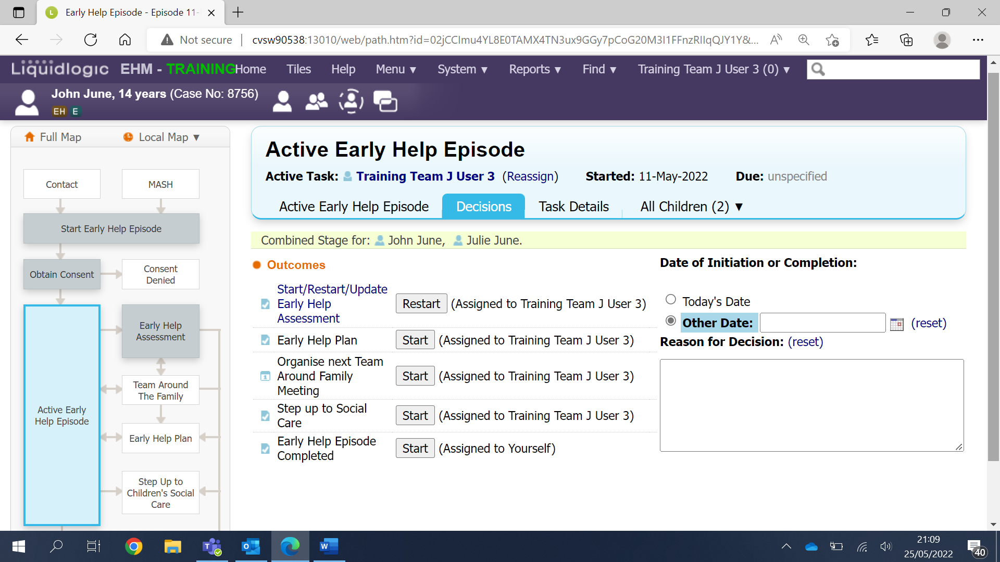 Early Help Episode - Episode 11-
Not secure
cvsw90538:13010/web/path.htm?id=02jCCImu4YL8E0TAMX4TN3ux9GGy7pCoG20M3I1FFnzRIIqQJY1Y&...
Liquidlogic EHM - TRAINING Home Tiles Help Menu ▼ System ▼ Reports ▼ Find ▼ Training Team J User 3 (0) ▼
John June, 14 years (Case No: 8756)
EH E
Full Map Local Map ▼
Contact
MASH
Start Early Help Episode
Obtain Consent
Consent
Denied
Active Early
Help Episode
Early Help
Assessment
Team Around
The Family
Early Help Plan
Step Up to
Children's Social
Care
Active Early Help Episode
Active Task: Training Team J User 3 (Reassign) Started: 11-May-2022 Due: unspecified
Active Early Help Episode Decisions Task Details All Children (2) ▼
Combined Stage for: John June, Julie June.
Outcomes
Start/Restart/Update
Early Help
Assessment
Restart (Assigned to Training Team J User 3)
Early Help Plan Start (Assigned to Training Team J User 3)
Organise next Team
Around Family
Meeting
Start (Assigned to Training Team J User 3)
Step up to Social
Care
Start (Assigned to Training Team J User 3)
Early Help Episode
Completed
Start (Assigned to Yourself)
Date of Initiation or Completion:
Today's Date
Other Date: (reset)
Reason for Decision: (reset)
21:09
25/05/2022
40